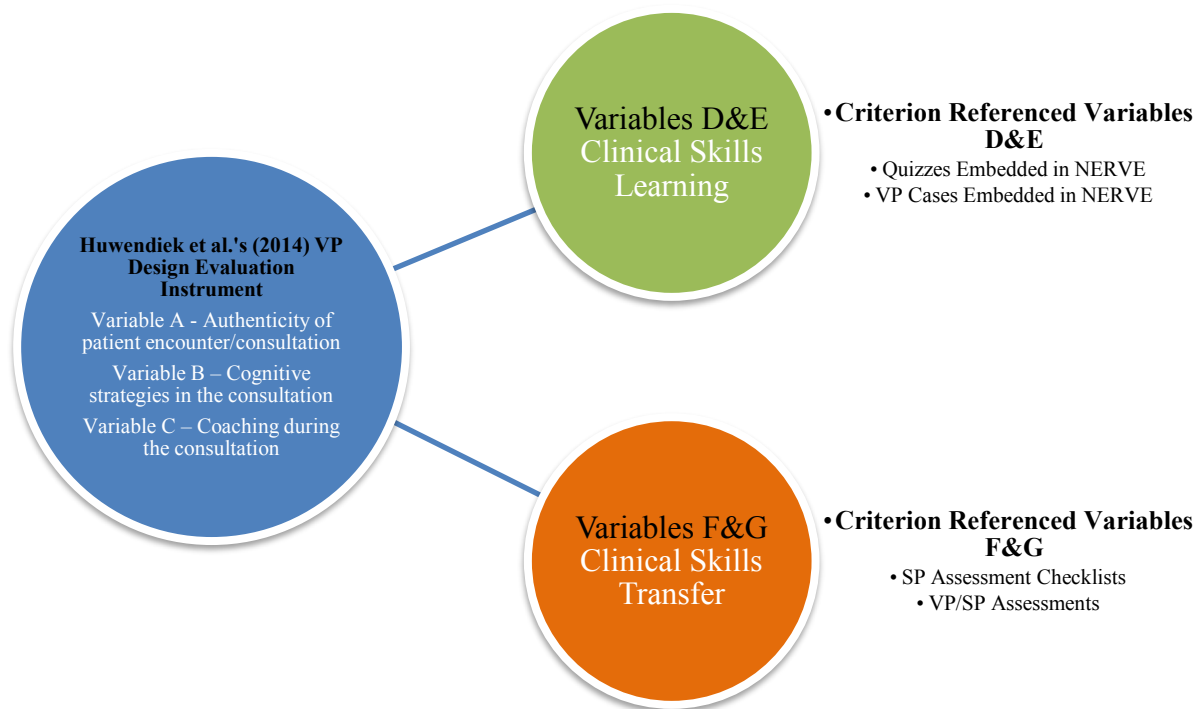 Huwendiek et al.'s (2014) VP
Design Evaluation
Instrument
Variable A - Authenticity of
patient encounter/consultation
Variable B – Cognitive
strategies in the consultation
Variable C – Coaching during
the consultation
Variables D&E
Clinical Skills
Learning
•Criterion Referenced Variables
D&E
• Quizzes Embedded in NERVE
• VP Cases Embedded in NERVE
Variables F&G
Clinical Skills
Transfer
•Criterion Referenced Variables
F&G
• SP Assessment Checklists
• VP/SP Assessments